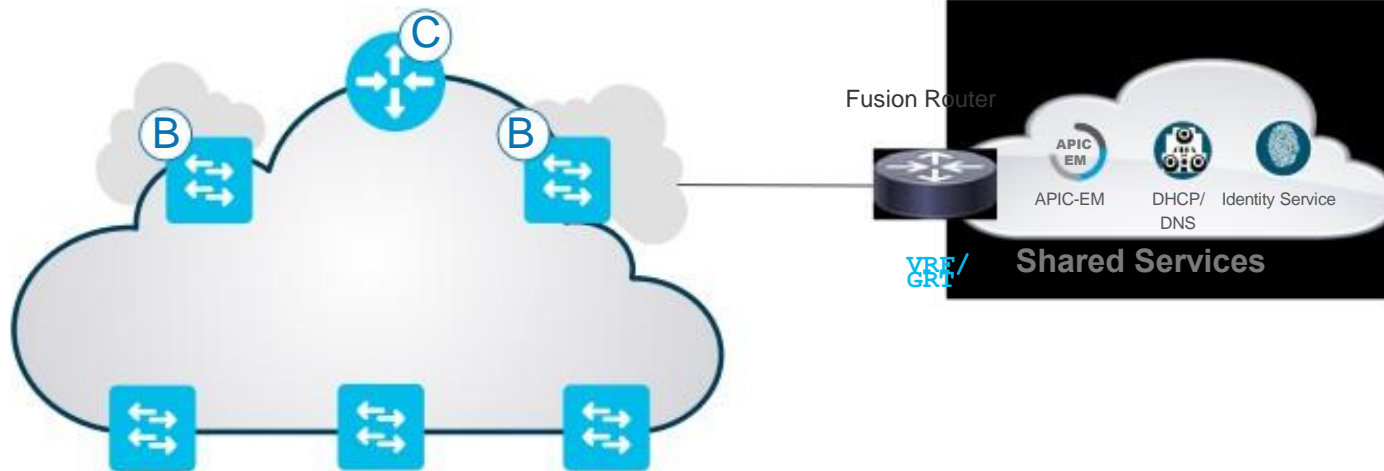 C
B
B
Fusion Router
APIC
EM
APIC-EM
DHCP/
DNS
Identity Service
VRF/
GRT
Shared Services